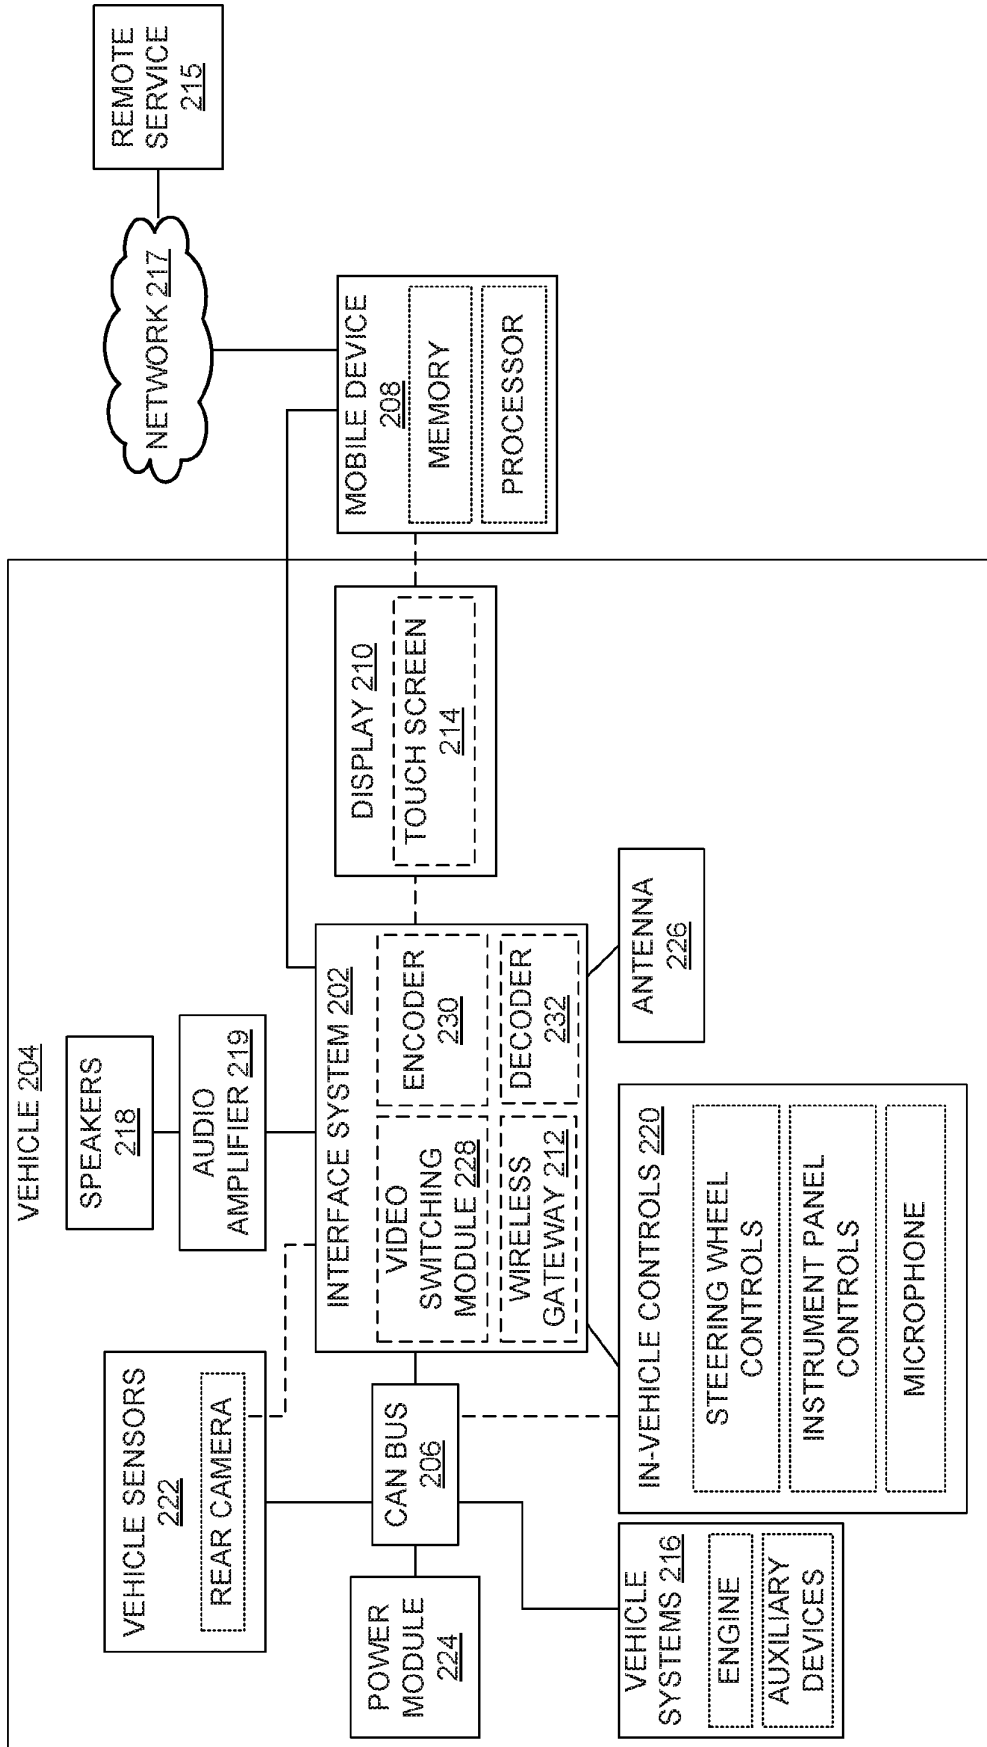 VEHICLE 204
SPEAKERS
218
AUDIO
AMPLIFIER 219
VEHICLE SENSORS
222
REAR CAMERA
POWER
MODULE
224
CAN BUS
206
INTERFACE SYSTEM 202
VIDEO
SWITCHING
MODULE 228
ENCODER
230
WIRELESS
GATEWAY 212
DECODER
232
DISPLAY 210
TOUCH SCREEN
214
MOBILE DEVICE
208
MEMORY
PROCESSOR
NETWORK 217
REMOTE
SERVICE
215
VEHICLE
SYSTEMS 216
ENGINE
AUXILIARY
DEVICES
IN-VEHICLE CONTROLS 220
STEERING WHEEL
CONTROLS
INSTRUMENT PANEL
CONTROLS
MICROPHONE
ANTENNA
226